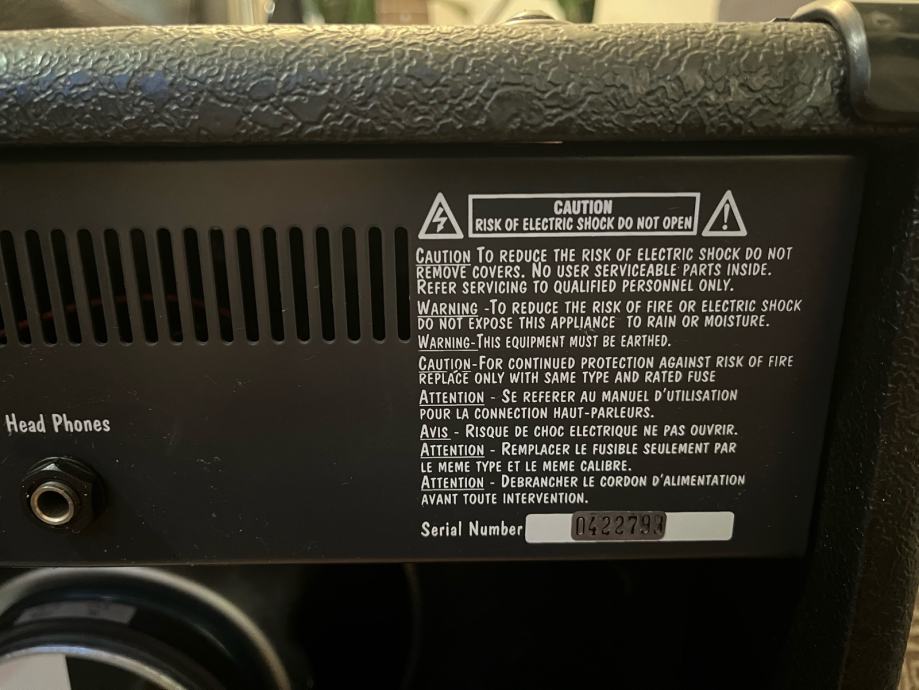 CAUTION
RISK OF ELECTRIC SHOCK DO NOT OPEN
CAUTION TO REDUCE THE RISK OF ELECTRIC SHOCK DO NOT
REMOVE COVERS. NO USER SERVICEABLE PARTS INSIDE.
REFER SERVICING TO QUALIFIED PERSONNEL ONLY.
WARNING -TO REDUCE THE RISK OF FIRE OR ELECTRIC SHOCK
DO NOT EXPOSE THIS APPLIANCE TO RAIN OR MOISTURE.
WARNING-THIS EQUIPMENT MUST BE EARTHED.
CAUTION-FOR CONTINUED PROTECTION AGAINST RISK OF FIRE
REPLACE ONLY WITH SAME TYPE AND RATED FUSE
ATTENTION - SE REFERER AU MANUEL D'UTILISATION
POUR LA CONNECTION HAUT-PARLEURS.
AVIS - RISQUE DE CHOC ELECTRIQUE NE PAS OUVRIR.
ATTENTION - REMPLACER LE FUSIBLE SEULEMENT PAR
LE MEME TYPE ET LE MEME CALIBRE.
ATTENTION - DEBRANCHER LE CORDON D'ALIMENTATION
AVANT TOUTE INTERVENTION.
Serial Number
Head Phones